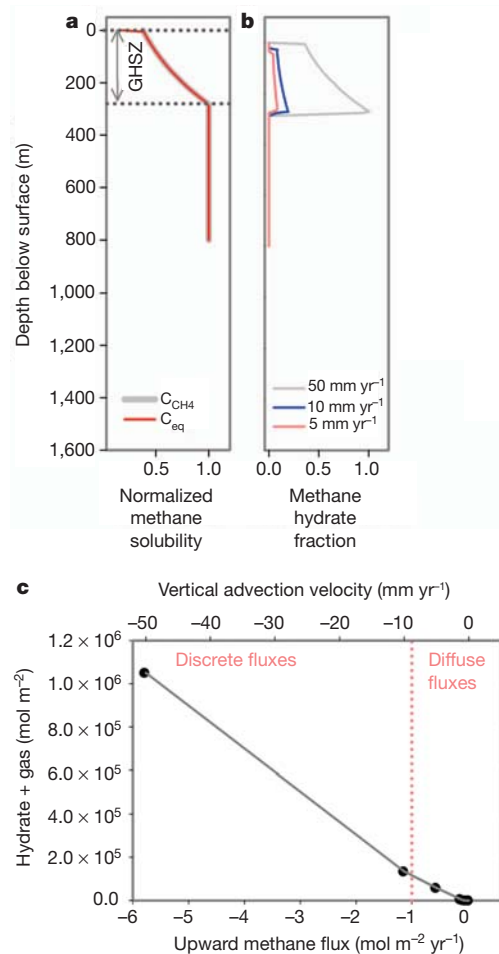 a
b
0
200
400
600
800
1,000
1,200
1,400
1,600
Depth below surface (m)
GHSZ
C_CH4
C_eq
0.5
1.0
Normalized
methane
solubility
50 mm yr⁻¹
10 mm yr⁻¹
5 mm yr⁻¹
0.0
0.5
1.0
Methane
hydrate
fraction
c
Vertical advection velocity (mm yr⁻¹)
–50
–40
–30
–20
–10
0
1.2 × 10⁶
1.0 × 10⁶
8.0 × 10⁵
6.0 × 10⁵
4.0 × 10⁵
2.0 × 10⁵
0.0
Hydrate + gas (mol m⁻²)
Discrete fluxes
Diffuse
fluxes
–6
–5
–4
–3
–2
–1
0
Upward methane flux (mol m⁻² yr⁻¹)